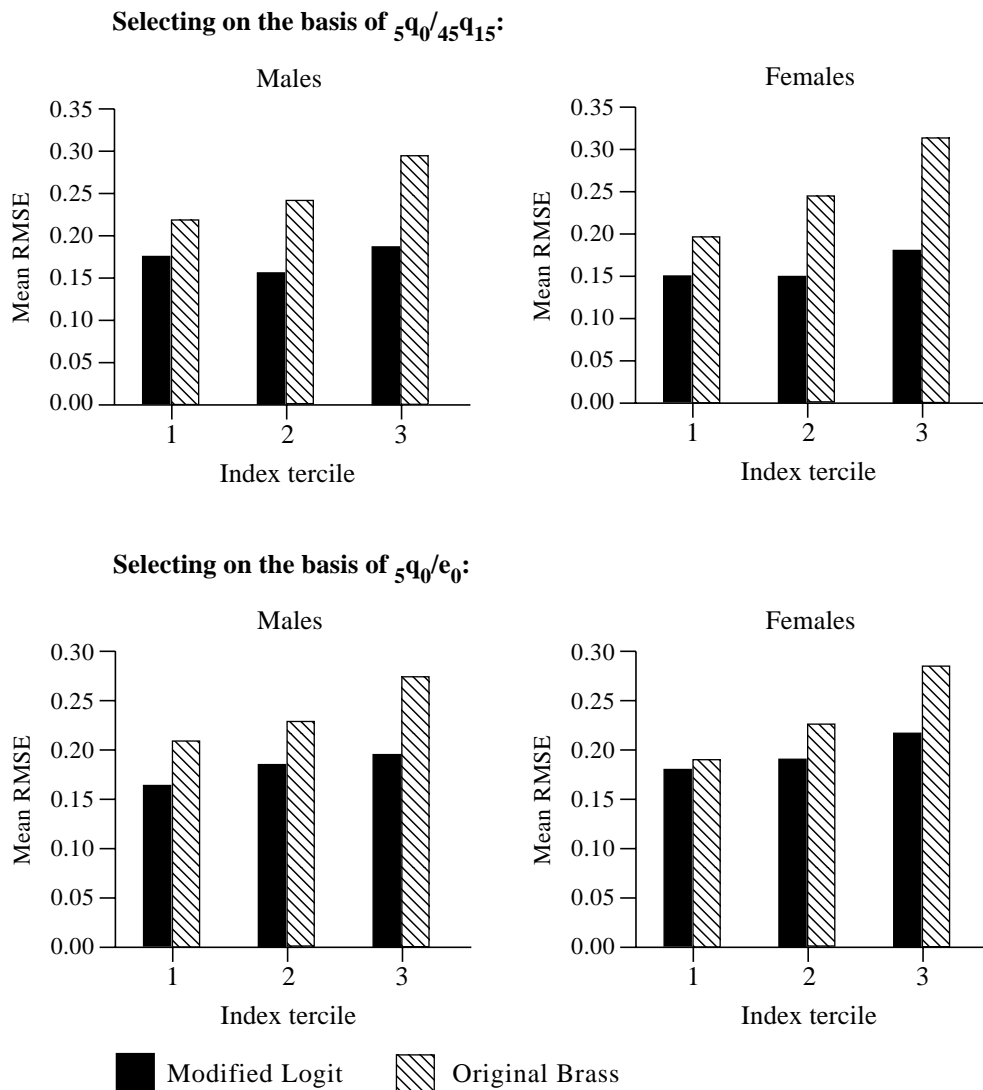 Selecting on the basis of 5q0/45q15:
Males
0.35
0.30
0.25
0.20
0.15
0.10
0.05
0.00
Mean RMSE
1 2 3
Index tercile
Females
0.35
0.30
0.25
0.20
0.15
0.10
0.05
0.00
Mean RMSE
1 2 3
Index tercile
Selecting on the basis of 5q0/e0:
Males
0.30
0.25
0.20
0.15
0.10
0.05
0.00
Mean RMSE
1 2 3
Index tercile
Females
0.30
0.25
0.20
0.15
0.10
0.05
0.00
Mean RMSE
1 2 3
Index tercile
Modified Logit Original Brass